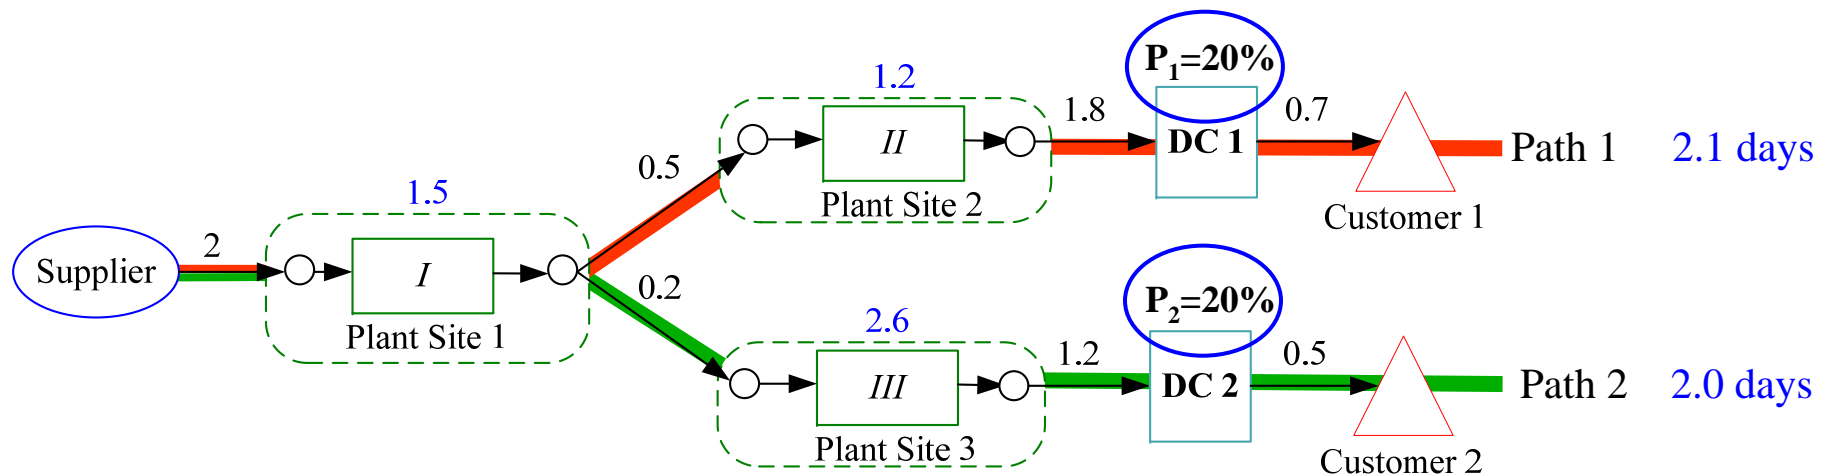 P1=20%
1.2
1.8
0.7
II
DC 1
Path 1
2.1 days
0.5
1.5
Plant Site 2
Customer 1
2
Supplier
I
0.2
P2=20%
Plant Site 1
2.6
1.2
0.5
III
DC 2
Path 2
2.0 days
Plant Site 3
Customer 2